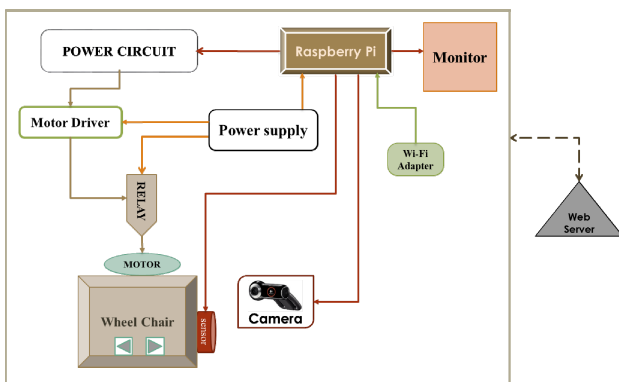 POWER CIRCUIT
Raspberry Pi
Monitor
Motor Driver
Power supply
Wi-Fi
Adapter
RELAY
Web
Server
MOTOR
Wheel Chair
sensor
Camera